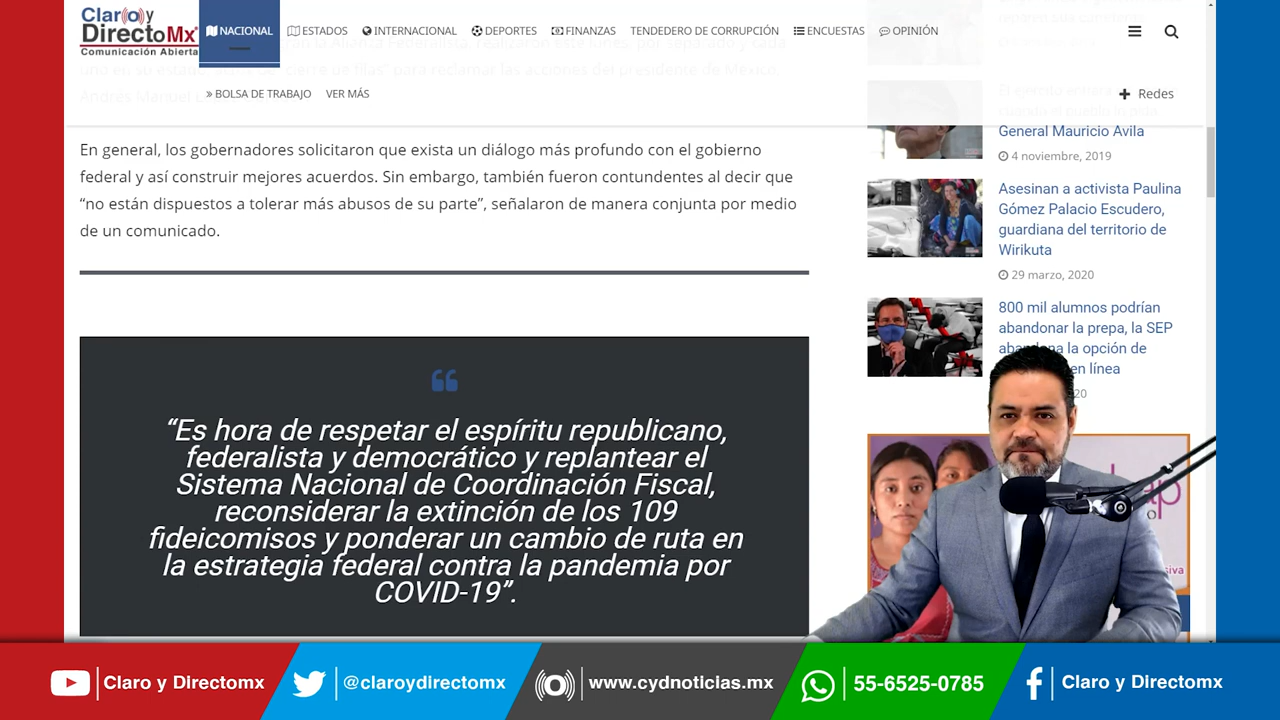 Claro y
DirectoMx
Comunicación Abierta
NACIONAL
ESTADOS
INTERNACIONAL
DEPORTES
FINANZAS
TENDEDERO DE CORRUPCIÓN
ENCUESTAS
OPINIÓN
» BOLSA DE TRABAJO
VER MÁS
Redes
En general, los gobernadores solicitaron que exista un diálogo más profundo con el gobierno
federal y así construir mejores acuerdos. Sin embargo, también fueron contundentes al decir que
“no están dispuestos a tolerar más abusos de su parte”, señalaron de manera conjunta por medio
de un comunicado.
“Es hora de respetar el espíritu republicano,
federalista y democrático y replantear el
Sistema Nacional de Coordinación Fiscal,
reconsiderar la extinción de los 109
fideicomisos y ponderar un cambio de ruta en
la estrategia federal contra la pandemia por
COVID-19”.
General Mauricio Avila
4 noviembre, 2019
Asesinan a activista Paulina
Gómez Palacio Escudero,
guardiana del territorio de
Wirikuta
29 marzo, 2020
800 mil alumnos podrían
abandonar la prepa, la SEP
la opción de
en línea
Claro y Directomx
@claroydirectomx
www.cydnoticias.mx
55-6525-0785
Claro y Directomx